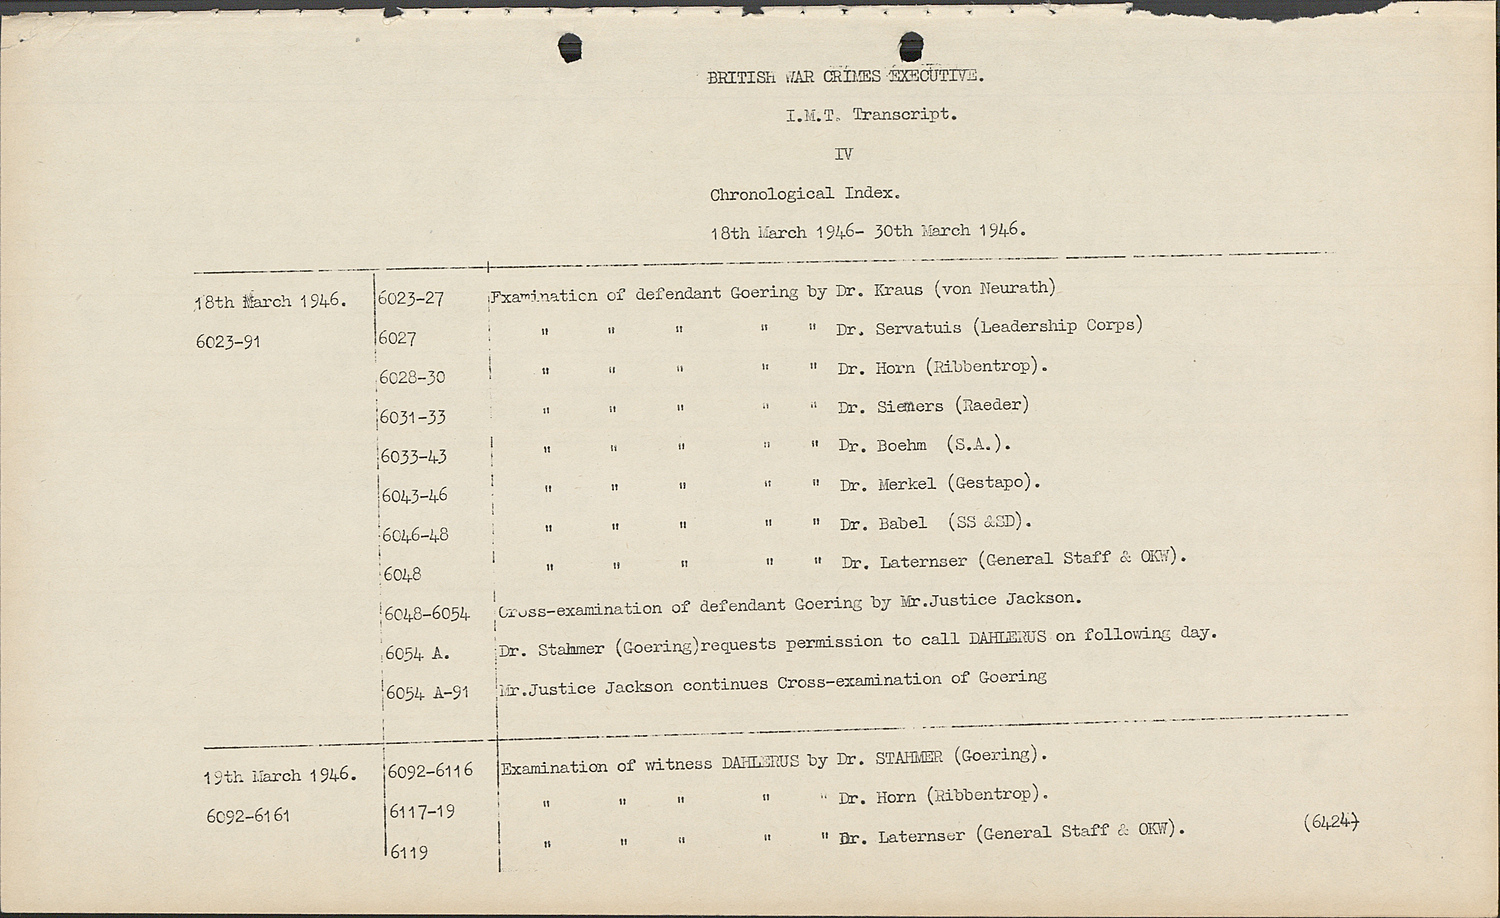 BRITISH WAR CRIMES EXECUTIVE.
I.M.T. Transcript.
IV
Chronological Index.
18th March 1946- 30th March 1946.
18th March 1946. 6023-27 Examination of defendant Goering by Dr. Kraus (von Neurath)
6023-91 6027 " " " " " Dr. Servatuis (Leadership Corps)
6028-30 " " " " " Dr. Horn (Ribbentrop).
6031-33 " " " " " Dr. Siemers (Raeder)
6033-43 " " " " " Dr. Boehm (S.A.).
6043-46 " " " " " Dr. Merkel (Gestapo).
6046-48 " " " " " Dr. Babel (SS &SD).
6048 " " " " " Dr. Laternser (General Staff & OKW).
6048-6054 Cross-examination of defendant Goering by Mr.Justice Jackson.
6054 A. Dr. Stahmer (Goering)requests permission to call DAHLERUS on following day.
6054 A-91 Mr.Justice Jackson continues Cross-examination of Goering
19th March 1946. 6092-6116 Examination of witness DAHLERUS by Dr. STAHMER (Goering).
6092-6161 6117-19 " " " " " Dr. Horn (Ribbentrop).
6119 " " " " " Dr. Laternser (General Staff & OKW). (6424)